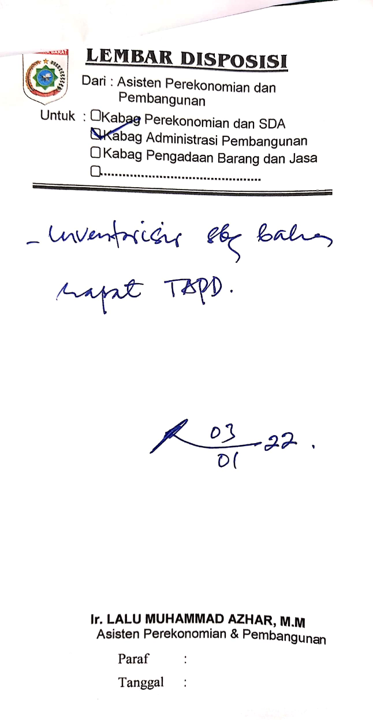 LEMBAR DISPOSISI
Dari : Asisten Perekonomian dan
Pembangunan
Untuk : Kabag Perekonomian dan SDA
Kabag Administrasi Pembangunan
Kabag Pengadaan Barang dan Jasa
............................................
- Inventarisir sbg bahan
rapat TAPD.
03
01 22.
Ir. LALU MUHAMMAD AZHAR, M.M
Asisten Perekonomian & Pembangunan
Paraf :
Tanggal :